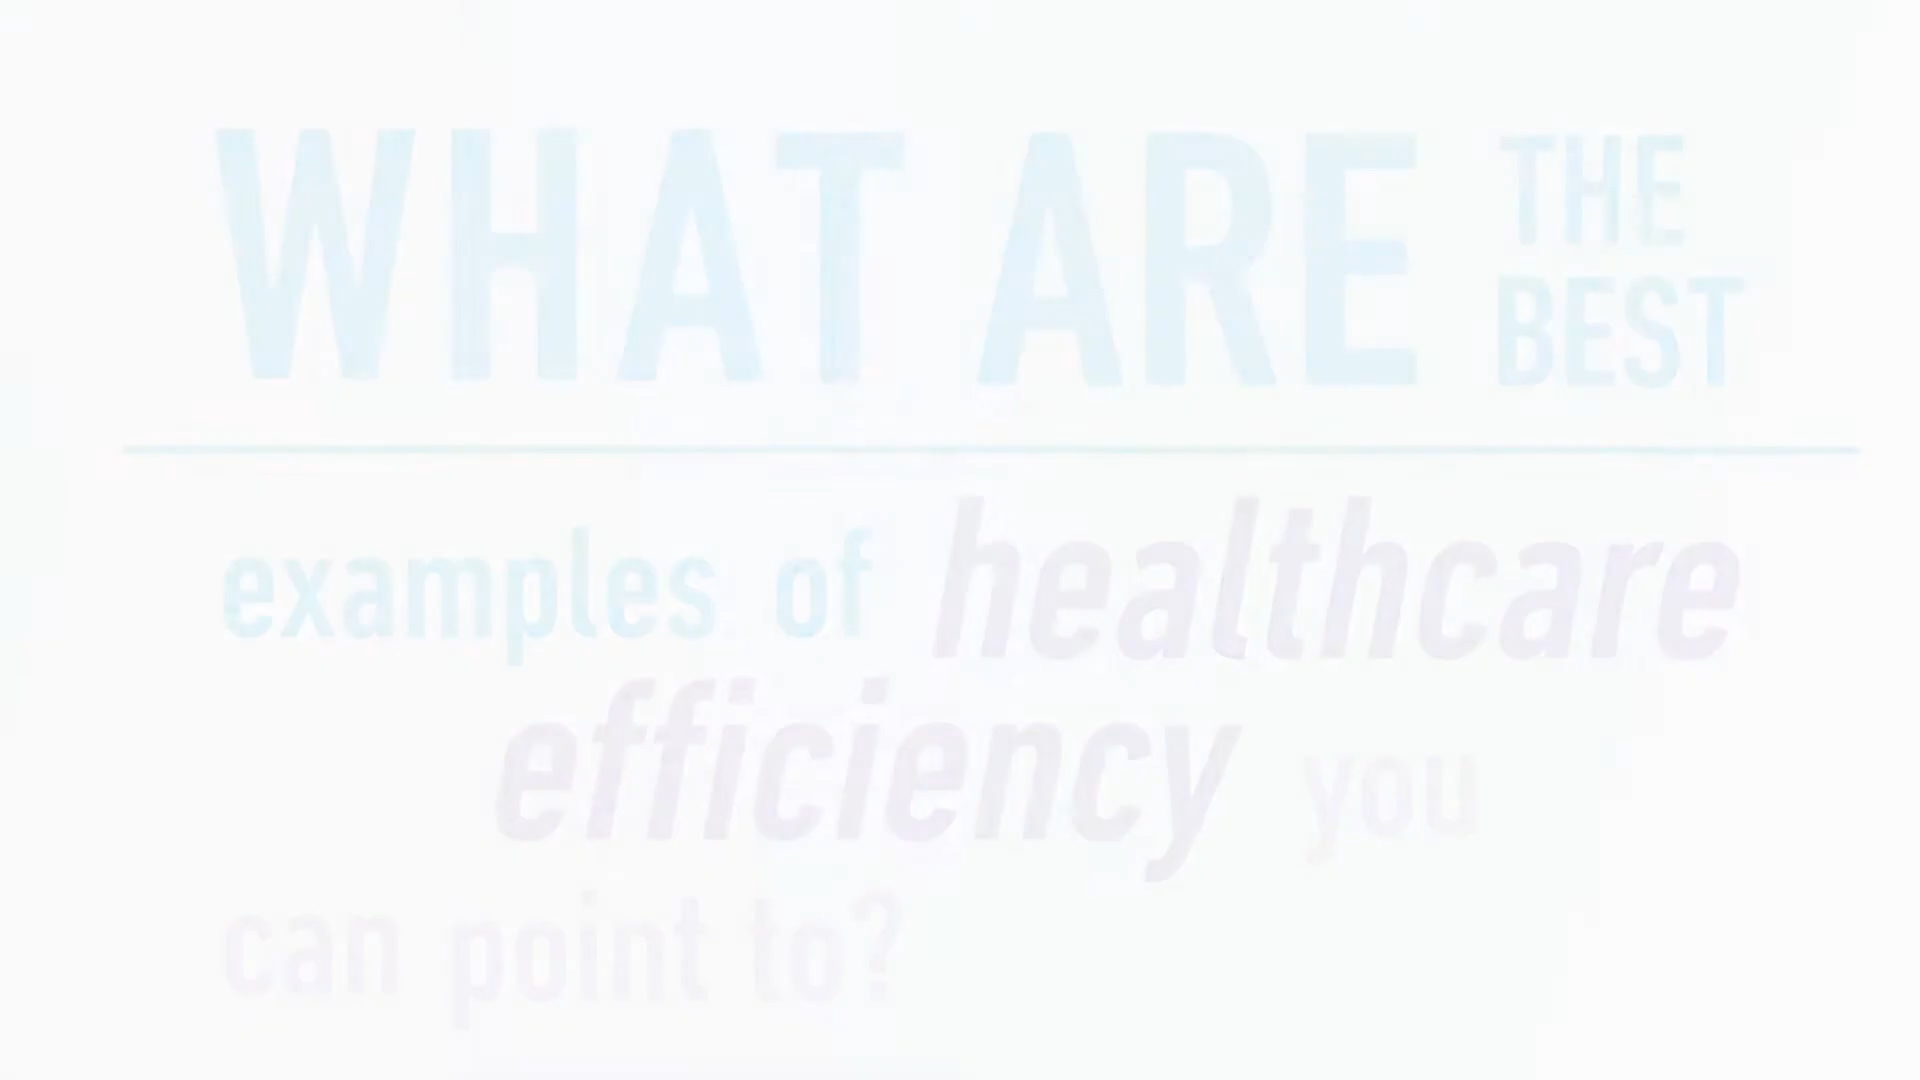 WHAT ARE THE BEST
examples of healthcare
efficiency you
can point to?